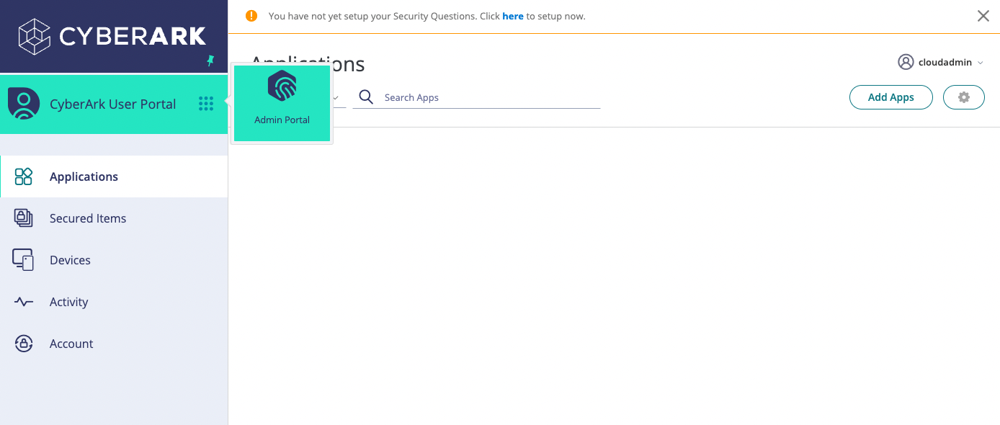 CYBERARK
You have not yet setup your Security Questions. Click here to setup now.
CyberArk User Portal
Admin Portal
Applications
cloudadmin
Search Apps
Add Apps
Applications
Secured Items
Devices
Activity
Account